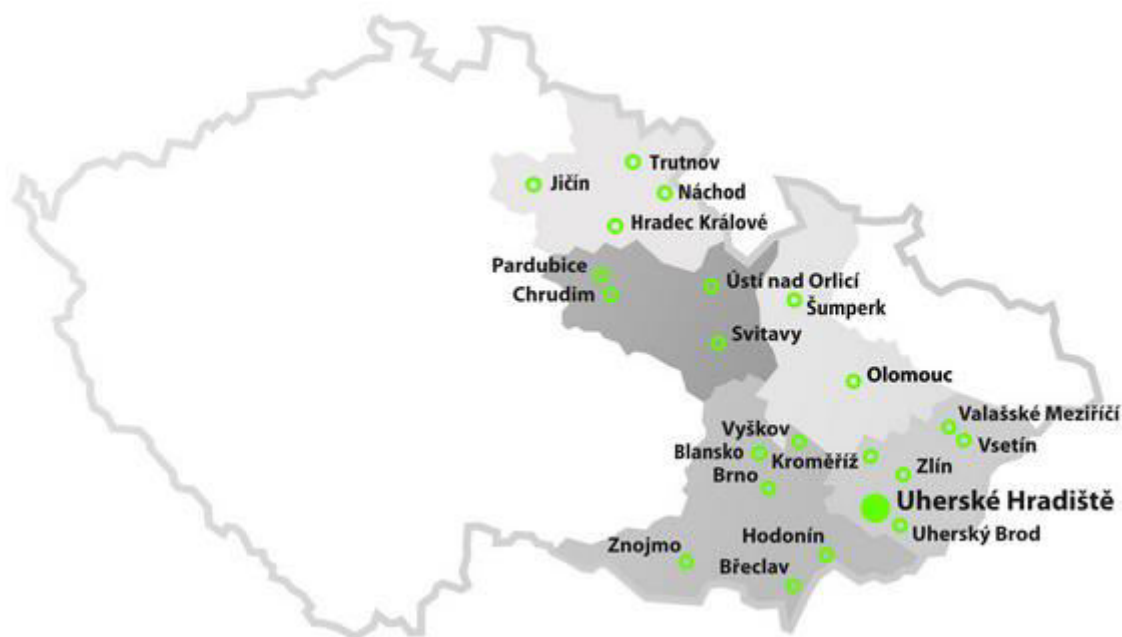 Trutnov
Jičín
Náchod
Hradec Králové
Pardubice
Ústí nad Orlicí
Chrudim
Šumperk
Svitavy
Olomouc
Valašské Meziříčí
Vyškov
Vsetín
Blansko
Kroměříž
Zlín
Brno
Uherské Hradiště
Uherský Brod
Hodonín
Znojmo
Břeclav